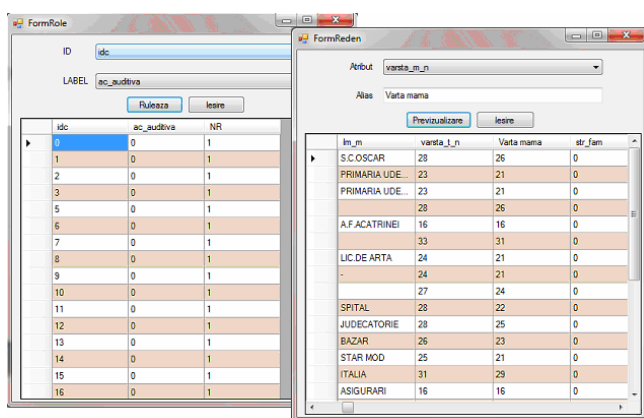 FormRole
ID idc
LABEL ac_auditiva
Ruleaza Iesire
idc ac_auditiva NR
0 0 1
1 0 1
2 0 1
3 0 1
5 0 1
6 0 1
7 0 1
8 0 1
9 0 1
10 0 1
11 0 1
12 0 1
13 0 1
14 0 1
15 0 1
16 0 1
FormReden
Atribut varsta_m_n
Alias Varta mama
Previzualizare Iesire
lm_m varsta_t_n Varta mama str_fam
S.C.OSCAR 28 26 0
PRIMARIA UDE... 23 21 0
PRIMARIA UDE... 23 21 0
28 26 0
A.F.ACATRINEI 16 16 0
33 31 0
LIC.DE ARTA 24 21 0
- 24 21 0
27 24 0
SPITAL 28 22 0
JUDECATORIE 28 25 0
BAZAR 26 23 0
STAR MOD 25 21 0
ITALIA 31 29 0
ASIGURARI 16 16 0